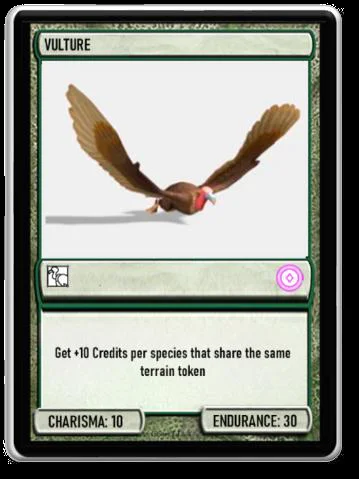 VULTURE
Get +10 Credits per species that share the same
terrain token
CHARISMA: 10
ENDURANCE: 30